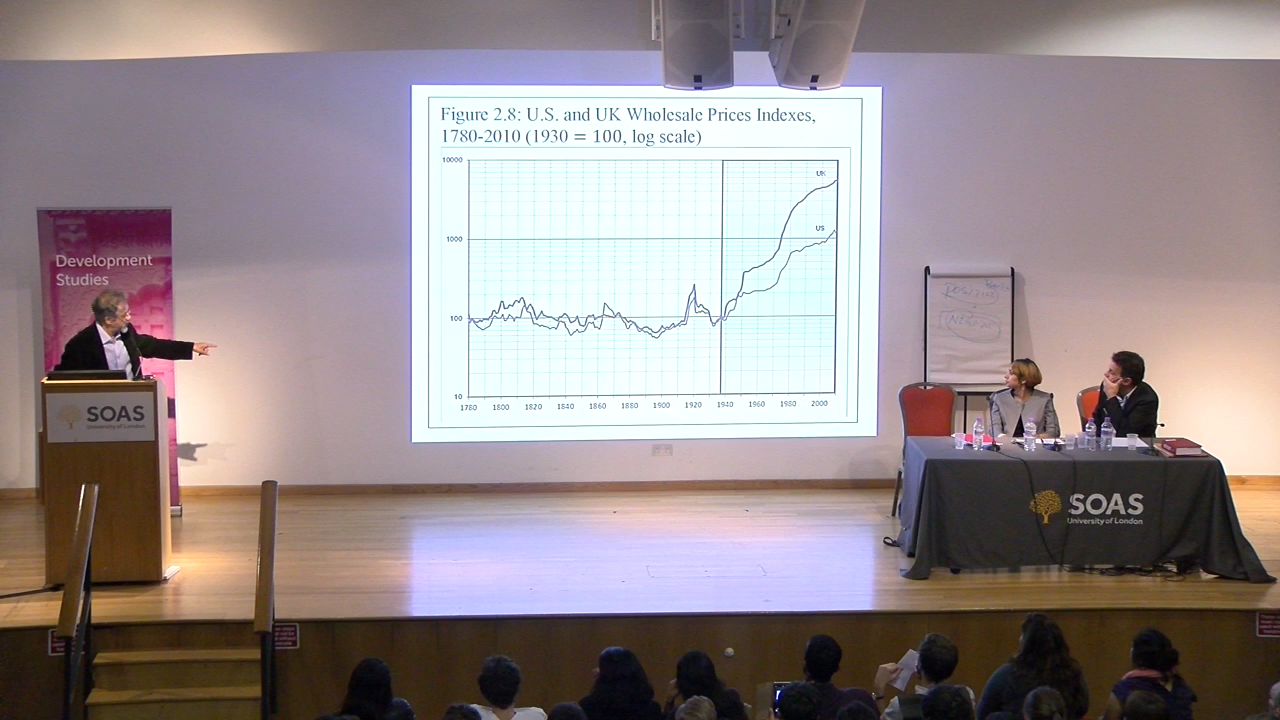 Figure 2.8: U.S. and UK Wholesale Prices Indexes,
1780-2010 (1930 = 100, log scale)
10000
UK
US
1000
100
10
1780 1800 1820 1840 1860 1880 1900 1920 1940 1960 1980 2000
Development
Studies
SOAS
University of London
SOAS
University of London